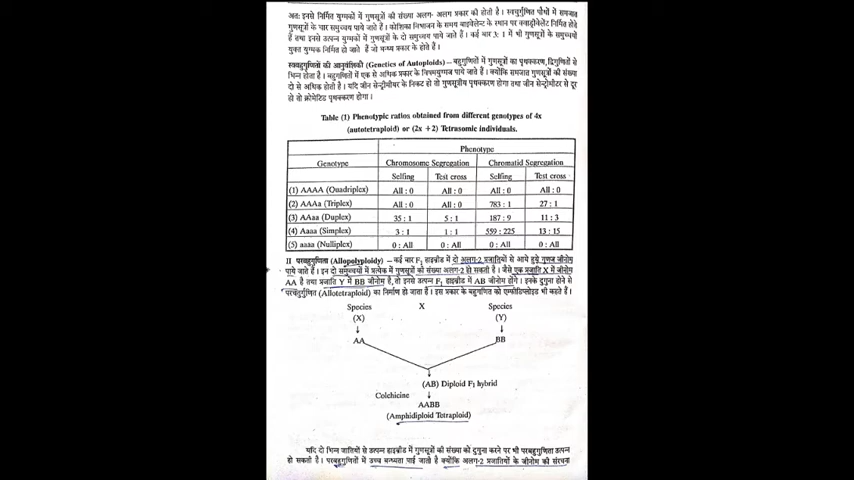 अतः इनसे निर्मित युग्मकों में गुणसूत्रों की संख्या अलग- अलग प्रकार की होती है। स्वचतुर्गुणित पौधों में समजात
गुणसूत्रों के चार समुच्चय पाये जाते हैं। कोशिका विभाजन के समय बाइवेलेन्ट के स्थान पर क्वाड्रीवेलेंट निर्मित होते
हैं तथा इनसे उत्पन्न युग्मकों में गुणसूत्रों के दो समुच्चय पाये जाते हैं। कई बार 3: 1 में भी गुणसूत्रों के समुच्चयों
युक्त युग्मक निर्मित हो जाते हैं जो बन्ध्य प्रकार के होते हैं।
स्वबहुगुणितों की आनुवंशिकी (Genetics of Autoploids) – बहुगुणितों में गुणसूत्रों का पृथक्करण, द्विगुणितों से
भिन्न होता है। बहुगुणितों में एक से अधिक प्रकार के विषमयुग्मज पाये जाते हैं। क्योंकि समजात गुणसूत्रों की संख्या
दो से अधिक होती है। यदि जीन सेन्ट्रोमीयर के निकट हो तो गुणसूत्रीय पृथक्करण होगा तथा जीन सेन्ट्रोमीटर से दूर
हो तो क्रोमेटिड पृथक्करण होगा।
Table (1) Phenotypic ratios obtained from different genotypes of 4x
(autotetraploid) or (2x + 2) Tetrasomic individuals.
Phenotype
Genotype Chromosome Segregation Chromatid Segregation
Selfing Test cross Selfing Test cross
(1) AAAA (Quadriplex) All : 0 All : 0 All : 0 All : 0
(2) AAAa (Triplex) All : 0 All : 0 783 : 1 27 : 1
(3) AAaa (Duplex) 35 : 1 5 : 1 187 : 9 11 : 3
(4) Aaaa (Simplex) 3 : 1 1 : 1 559 : 225 13 : 15
(5) aaaa (Nulliplex) 0 : All 0 : All 0 : All 0 : All
II परबहुगुणिता (Allopolyploidy) – कई बार F₁ हाइब्रीड में दो अलग-2 प्रजातियों से आये हुये गुणज जीनोम
पाये जाते हैं। इन दो समुच्चयों में प्रत्येक में गुणसूत्रों की संख्या अलग-2 हो सकती है। जैसे एक प्रजाति X में जीनोम
AA है तथा प्रजाति Y में BB जीनोम है, तो इनसे उत्पन्न F₁ हाइब्रीड में AB जीनोम होंगे। इनके दुगुना होने से
परचतुर्गुणित (Allotetraploid) का निर्माण हो जाता है। इस प्रकार के बहुगुणित को एम्फीडिप्लोइड भी कहते हैं।
Species X Species
(X) (Y)
AA BB
(AB) Diploid F₁ hybrid
Colchicine
AABB
(Amphidiploid Tetraploid)
यदि दो भिन्न जातियों से उत्पन्न हाइब्रीड में गुणसूत्रों की संख्या को दुगुना करने पर भी परबहुगुणिता उत्पन्न
हो सकती है। परबहुगुणितों में उच्च बन्ध्यता पाई जाती है क्योंकि अलग-2 प्रजातियों के जीनोम की संरचना